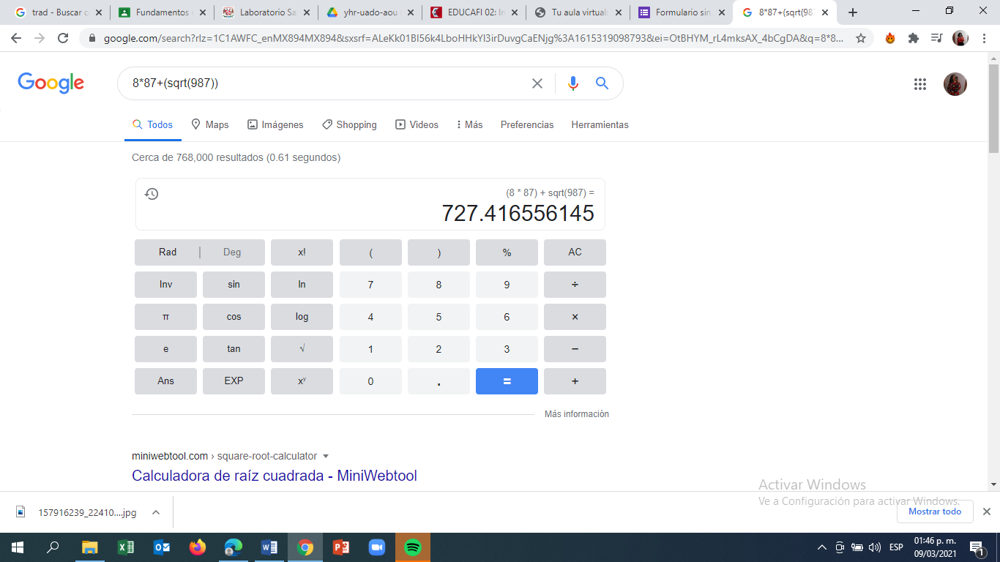 trad - Buscar c
Fundamentos
Laboratorio Sa
yhr-uado-aou
EDUCAFI 02: In
Tu aula virtual
Formulario sin
8*87+(sqrt(987
google.com/search?rlz=1C1AWFC_enMX894MX894&sxsrf=ALeKk01BI56k4LboHHkYI3irDuvgCaENjg%3A1615319098793&ei=OtBHYM_rL4mksAX_4bCgDA&q=8*8...
Google
8*87+(sqrt(987))
Todos
Maps
Imágenes
Shopping
Videos
Más
Preferencias
Herramientas
Cerca de 768,000 resultados (0.61 segundos)
(8 * 87) + sqrt(987) =
727.416556145
Rad | Deg x! ( ) % AC
Inv sin ln 7 8 9 ÷
π cos log 4 5 6 ×
e tan √ 1 2 3 −
Ans EXP xʸ 0 . = +
Más información
miniwebtool.com › square-root-calculator
Calculadora de raíz cuadrada - MiniWebtool
Activar Windows
Ve a Configuración para activar Windows.
157916239_22410....jpg
Mostrar todo
ESP
01:46 p. m.
09/03/2021
1